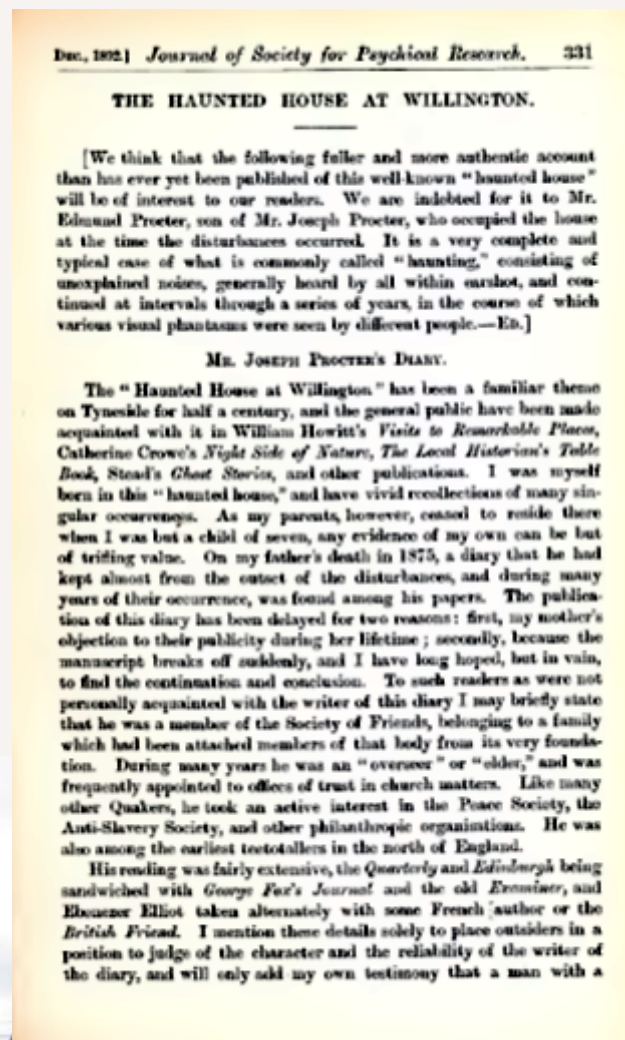 Dec., 1892.] Journal of Society for Psychical Research. 331
THE HAUNTED HOUSE AT WILLINGTON.
[We think that the following fuller and more authentic account
than has ever yet been published of this well-known "haunted house"
will be of interest to our readers. We are indebted for it to Mr.
Edmund Procter, son of Mr. Joseph Procter, who occupied the house
at the time the disturbances occurred. It is a very complete and
typical case of what is commonly called "haunting," consisting of
unexplained noises, generally heard by all within earshot, and con-
tinued at intervals through a series of years, in the course of which
various visual phantasms were seen by different people.—Ed.]
Mr. Joseph Procter's Diary.
The "Haunted House at Willington" has been a familiar theme
on Tyneside for half a century, and the general public have been made
acquainted with it in William Howitt's Visits to Remarkable Places,
Catherine Crowe's Night Side of Nature, The Local Historian's Table
Book, Stead's Ghost Stories, and other publications. I was myself
born in this "haunted house," and have vivid recollections of many sin-
gular occurrences. As my parents, however, ceased to reside there
when I was but a child of seven, any evidence of my own can be but
of trifling value. On my father's death in 1875, a diary that he had
kept almost from the outset of the disturbances, and during many
years of their occurrence, was found among his papers. The publica-
tion of this diary has been delayed for two reasons: first, my mother's
objection to their publicity during her lifetime; secondly, because the
manuscript breaks off suddenly, and I have long hoped, but in vain,
to find the continuation and conclusion. To such readers as were not
personally acquainted with the writer of this diary I may briefly state
that he was a member of the Society of Friends, belonging to a family
which had been attached members of that body from its very founda-
tion. During many years he was an "overseer" or "elder," and was
frequently appointed to offices of trust in church matters. Like many
other Quakers, he took an active interest in the Peace Society, the
Anti-Slavery Society, and other philanthropic organisations. He was
also among the earliest teetotallers in the north of England.
His reading was fairly extensive, the Quarterly and Edinburgh being
sandwiched with George Fox's Journal and the old Examiner, and
Ebenezer Elliot taken alternately with some French author or the
British Friend. I mention these details solely to place outsiders in a
position to judge of the character and the reliability of the writer of
the diary, and will only add my own testimony that a man with a